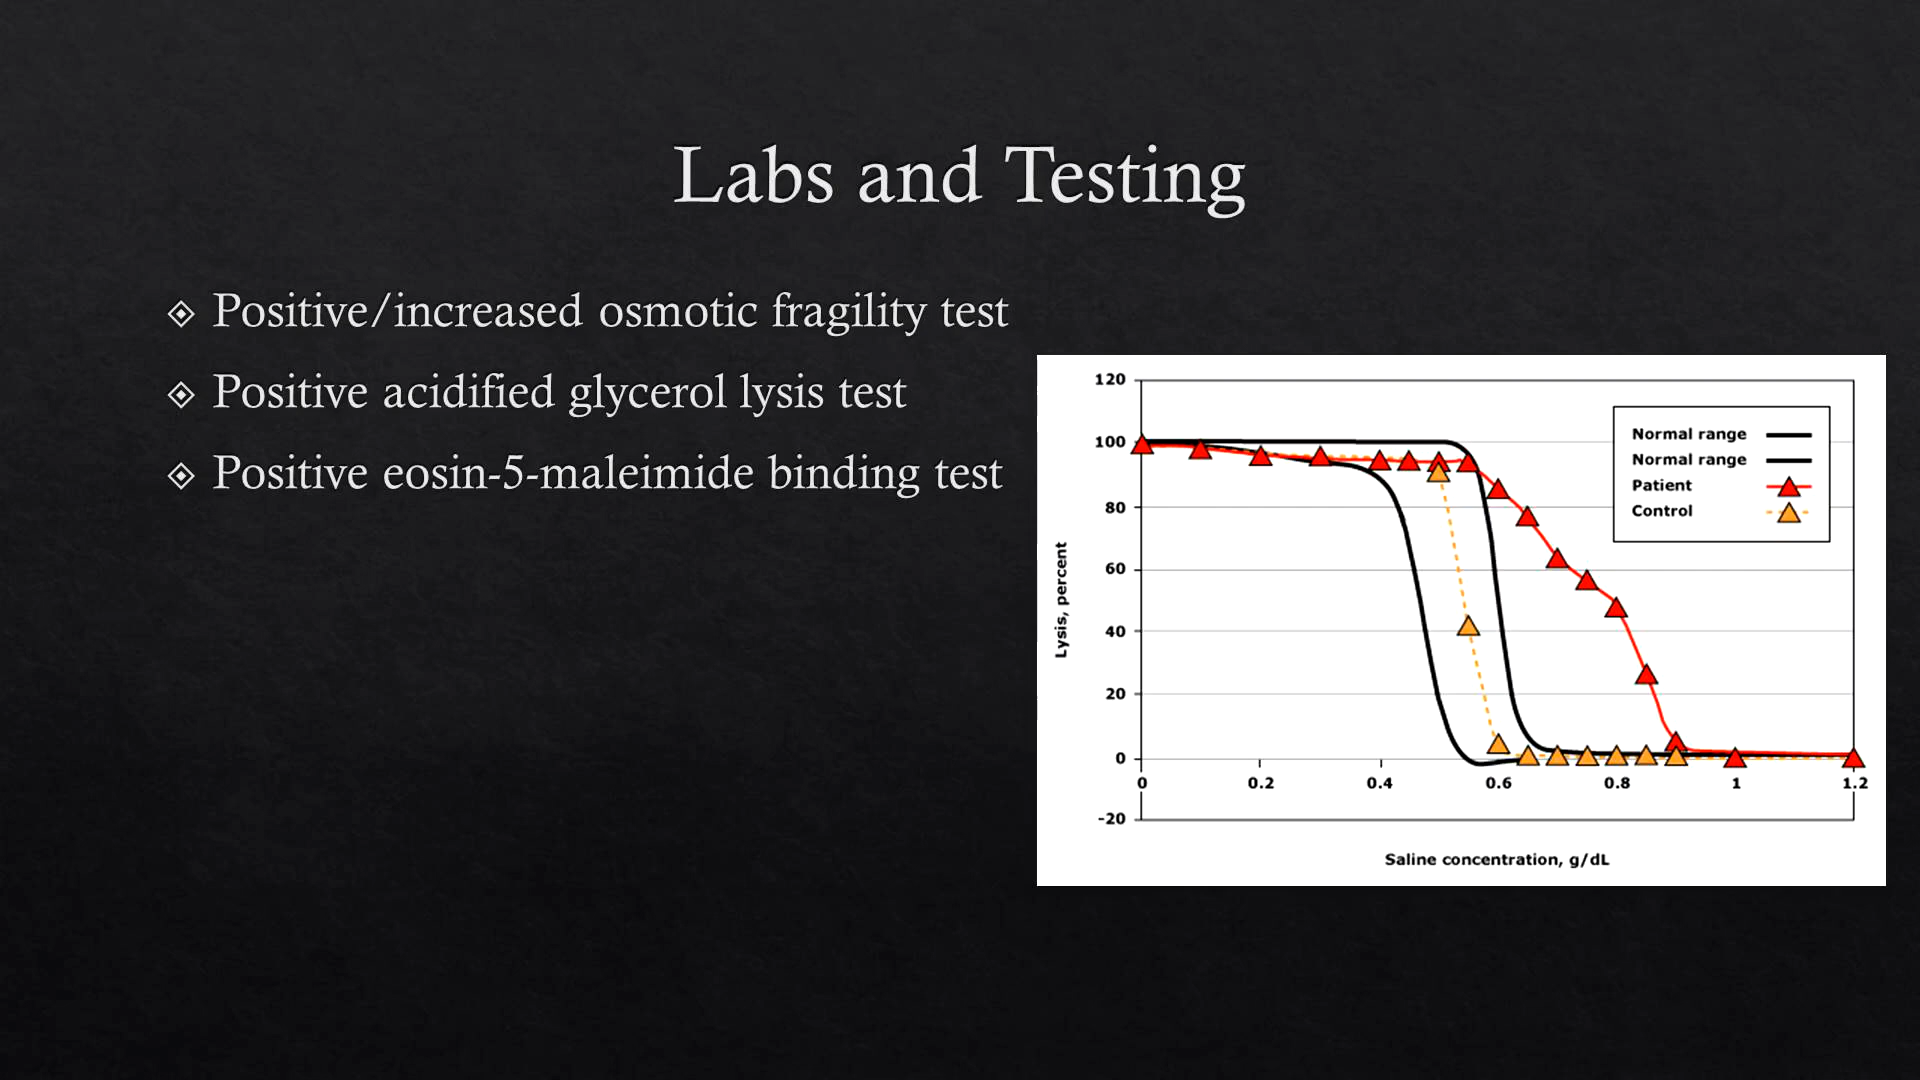 Labs and Testing
Positive/increased osmotic fragility test
Positive acidified glycerol lysis test
Positive eosin-5-maleimide binding test
120
100
80
60
40
20
0
-20
Lysis, percent
Normal range
Normal range
Patient
Control
0 0.2 0.4 0.6 0.8 1 1.2
Saline concentration, g/dL